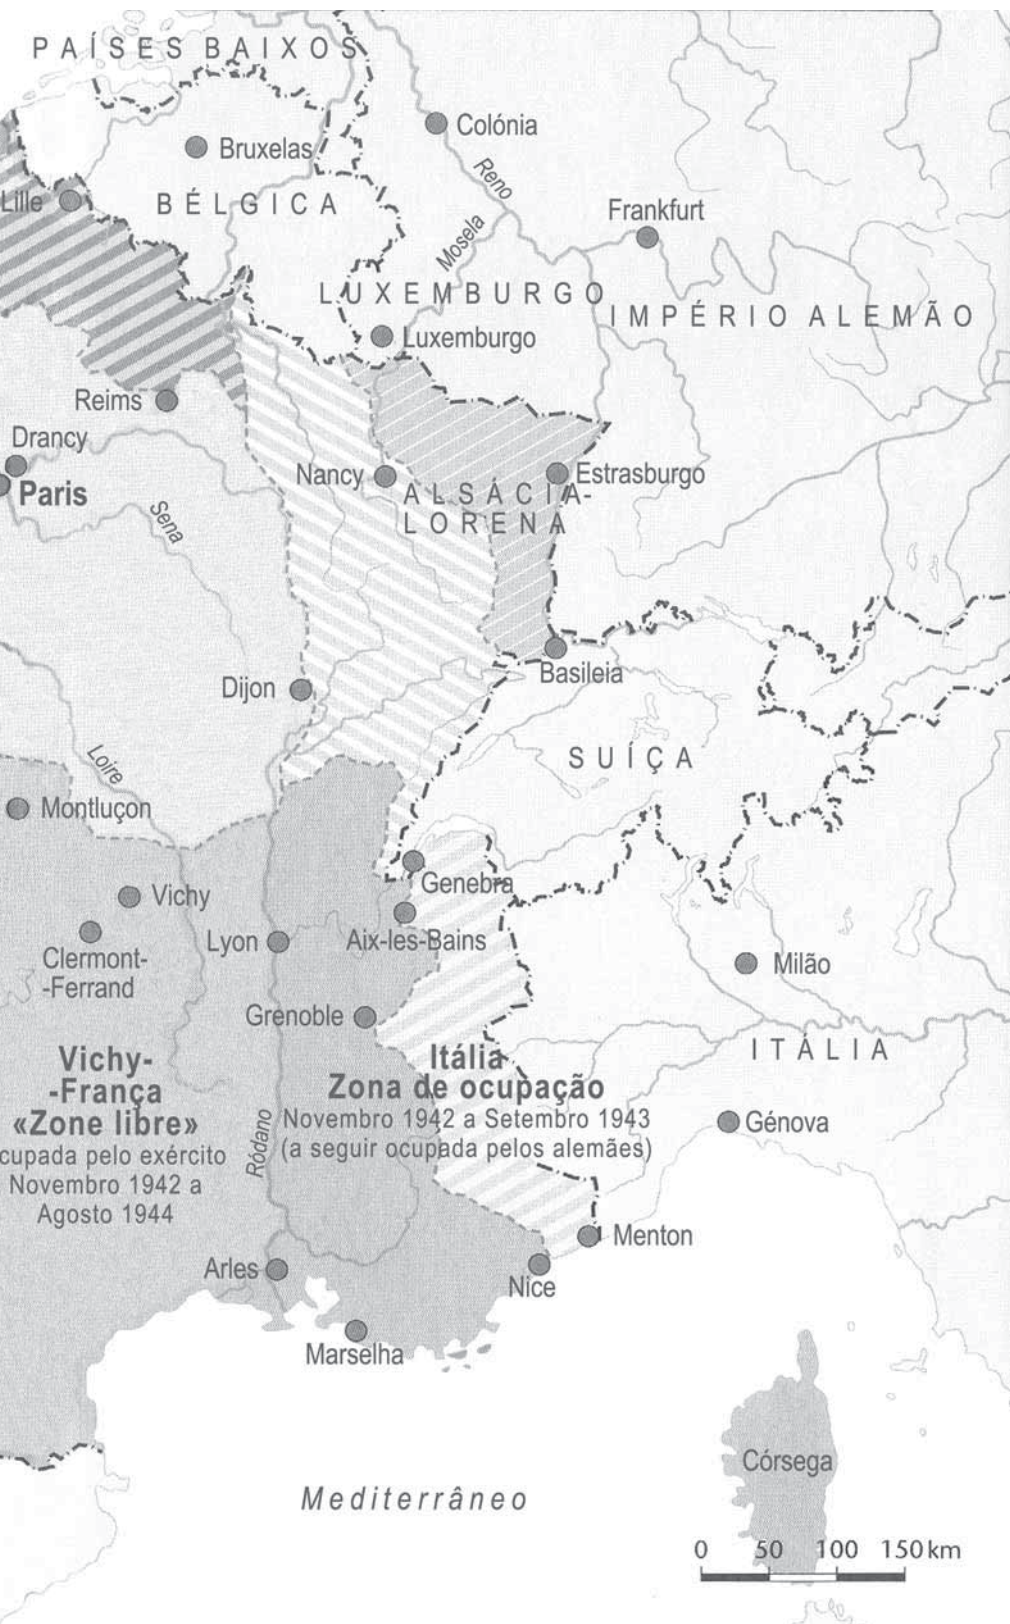 PAÍSES BAIXOS
Colónia
Bruxelas
Reno
Lille
BÉLGICA
Frankfurt
Mosela
LUXEMBURGO
IMPÉRIO ALEMÃO
Luxemburgo
Reims
Drancy
Paris
Nancy
Estrasburgo
ALSÁCIA-
LORENA
Sena
Basileia
Dijon
SUÍÇA
Loire
Montluçon
Genebra
Vichy
Aix-les-Bains
Lyon
Clermont-
-Ferrand
Milão
Grenoble
ITÁLIA
Vichy-
-França
«Zone libre»
cupada pelo exército
Novembro 1942 a
Agosto 1944
Itália
Zona de ocupação
Novembro 1942 a Setembro 1943
(a seguir ocupada pelos alemães)
Ródano
Génova
Menton
Arles
Nice
Marselha
Córsega
Mediterrâneo
0 50 100 150 km